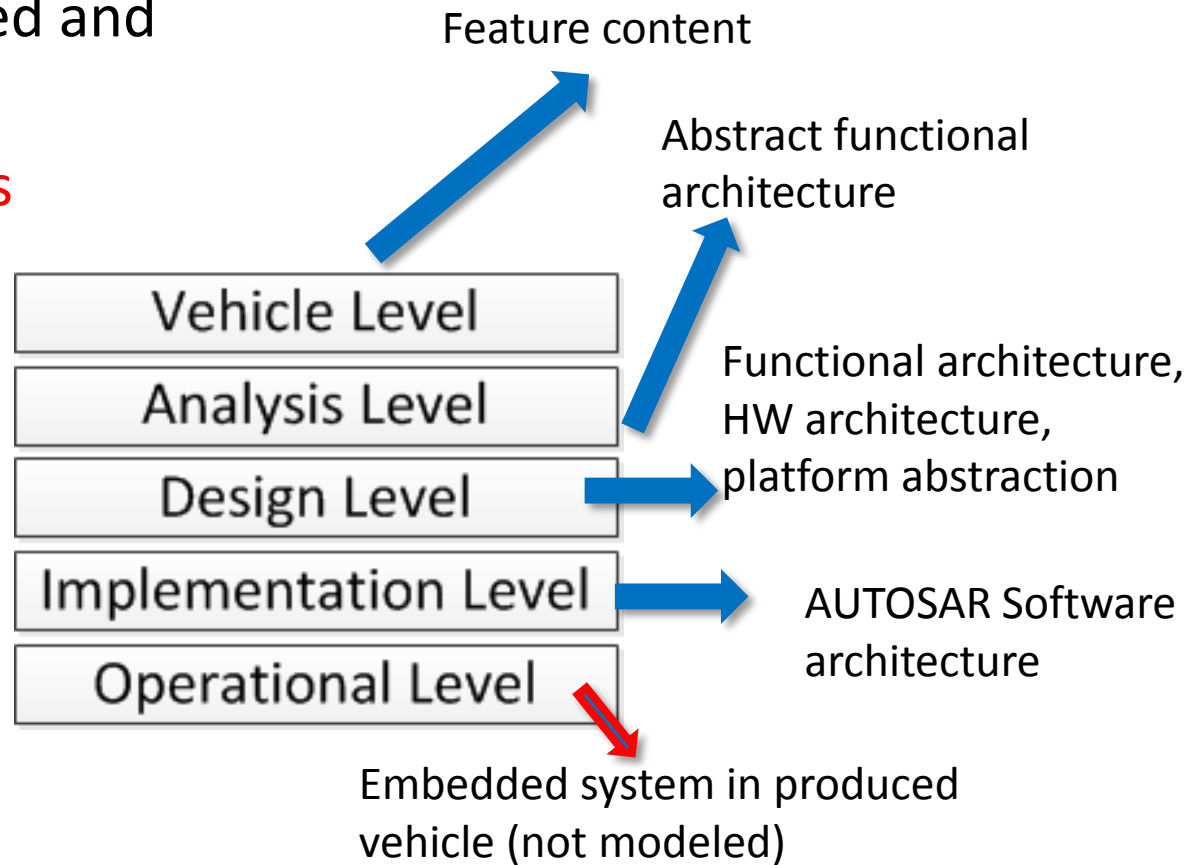 ed and
Feature content
Abstract functional
architecture
s
Vehicle Level
Analysis Level
Functional architecture,
HW architecture,
platform abstraction
Design Level
Implementation Level
AUTOSAR Software
architecture
Operational Level
Embedded system in produced
vehicle (not modeled)